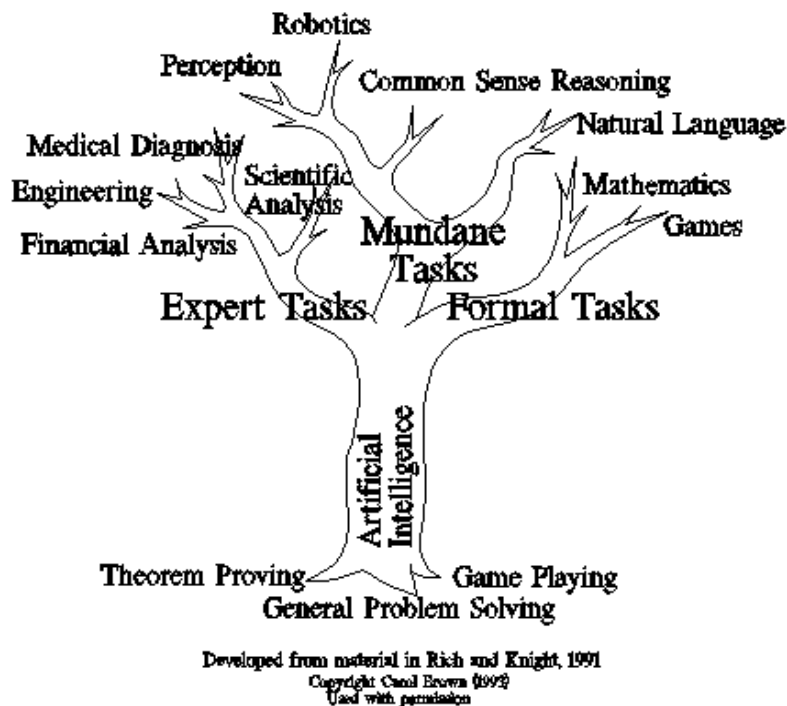 Robotics
Perception
Common Sense Reasoning
Natural Language
Medical Diagnosis
Scientific
Analysis
Engineering
Mathematics
Financial Analysis
Games
Mundane
Tasks
Expert Tasks
Formal Tasks
Artificial
Intelligence
Theorem Proving
Game Playing
General Problem Solving
Developed from material in Rich and Knight, 1991
Copyright Carol Brown (1992)
Used with permission